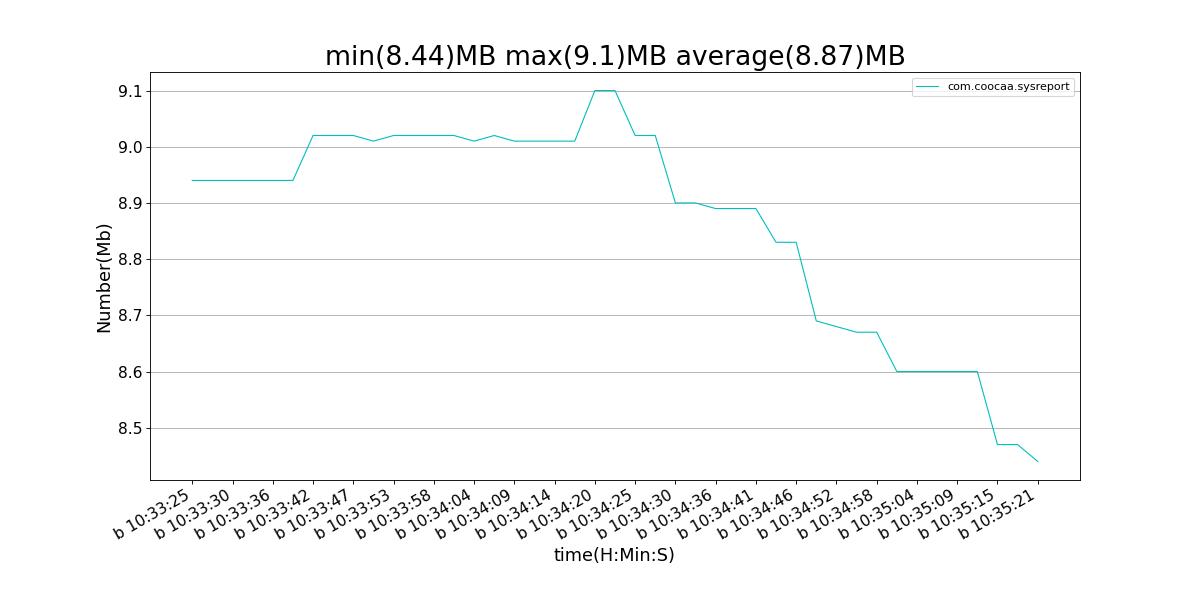 min(8.44)MB max(9.1)MB average(8.87)MB
com.coocaa.sysreport
9.1
9.0
8.9
8.8
8.7
8.6
8.5
Number(Mb)
b 10:33:25
b 10:33:30
b 10:33:36
b 10:33:42
b 10:33:47
b 10:33:53
b 10:33:58
b 10:34:04
b 10:34:09
b 10:34:14
b 10:34:20
b 10:34:25
b 10:34:30
b 10:34:36
b 10:34:41
b 10:34:46
b 10:34:52
b 10:34:58
b 10:35:04
b 10:35:09
b 10:35:15
b 10:35:21
time(H:Min:S)